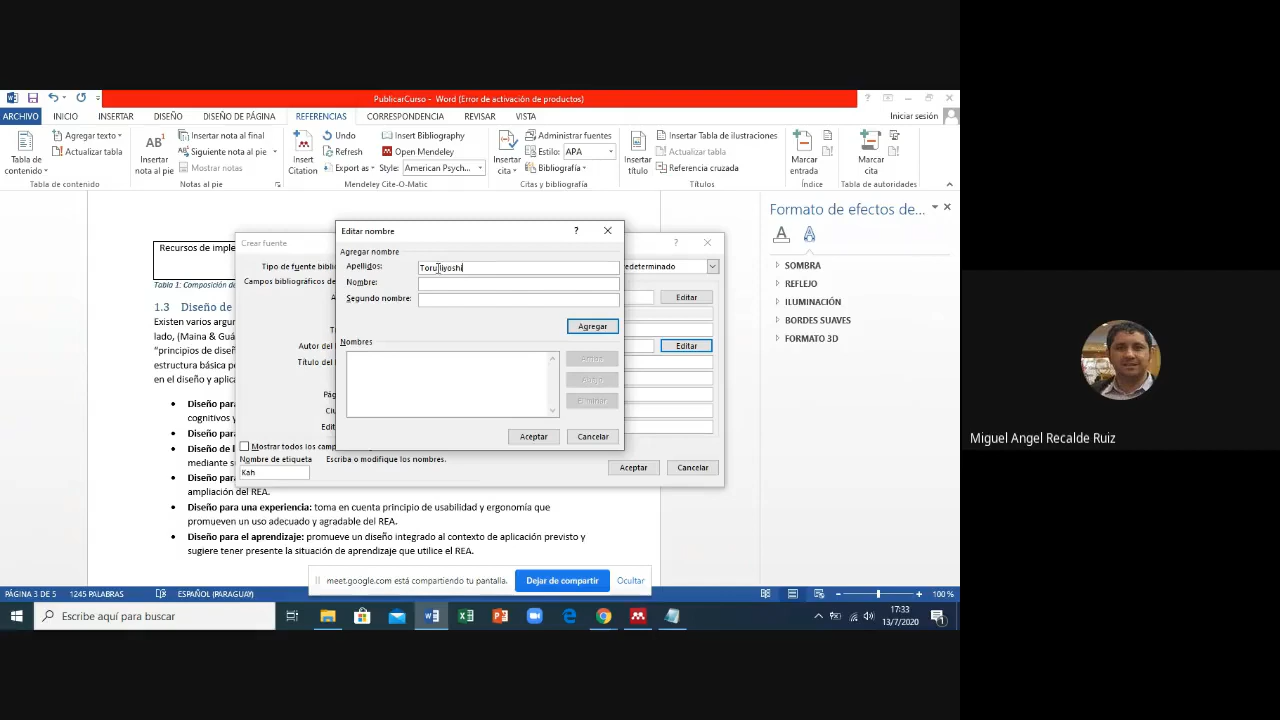 PublicarCurso - Word (Error de activación de productos)
ARCHIVO INICIO INSERTAR DISEÑO DISEÑO DE PÁGINA REFERENCIAS CORRESPONDENCIA REVISAR VISTA Iniciar sesión
Tabla de contenido
Agregar texto
Actualizar tabla
Tabla de contenido
AB¹
Insertar nota al pie
Insertar nota al final
Siguiente nota al pie
Mostrar notas
Notas al pie
Insert Citation
Undo
Refresh
Export as
Insert Bibliography
Open Mendeley
Style: American Psych...
Mendeley Cite-O-Matic
Insertar cita
Administrar fuentes
Estilo: APA
Bibliografía
Citas y bibliografía
Insertar título
Insertar Tabla de ilustraciones
Actualizar tabla
Referencia cruzada
Títulos
Marcar entrada
Índice
Marcar cita
Tabla de autoridades
Recursos de imple
Tabla 1: Composición de
1.3 Diseño de
Existen varios argur
lado, (Maina & Guá
"principios de diseñ
estructura básica p
en el diseño y aplic
• Diseño para
cognitivos y
• Diseño para
• Diseño de l
mediante s
• Diseño para
ampliación del REA.
• Diseño para una experiencia: toma en cuenta principio de usabilidad y ergonomía que
promueven un uso adecuado y agradable del REA.
• Diseño para el aprendizaje: promueve un diseño integrado al contexto de aplicación previsto y
sugiere tener presente la situación de aprendizaje que utilice el REA.
Crear fuente
Tipo de fuente bibli
edeterminado
Campos bibliográficos de
Editar
Autor del
Editar
Título del
Pág
Ciu
Edit
Mostrar todos los camp
Nombre de etiqueta Escriba o modifique los nombres.
Kah
Aceptar Cancelar
Editar nombre
Agregar nombre
Apellidos:
Nombre:
Segundo nombre:
Agregar
Nombres
Arriba
Abajo
Eliminar
Aceptar Cancelar
Formato de efectos de...
SOMBRA
REFLEJO
ILUMINACIÓN
BORDES SUAVES
FORMATO 3D
Miguel Angel Recalde Ruiz
meet.google.com está compartiendo tu pantalla. Dejar de compartir Ocultar
PÁGINA 3 DE 5 1245 PALABRAS ESPAÑOL (PARAGUAY) 100 %
Escribe aquí para buscar
17:33
13/7/2020